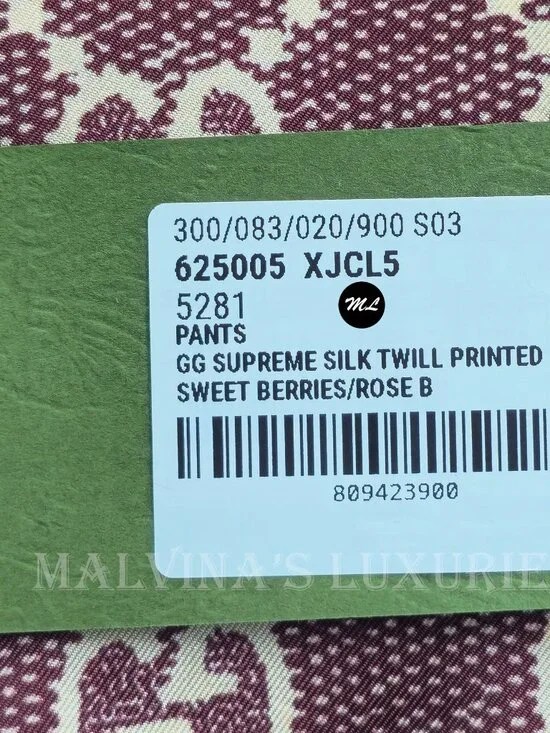 300/083/020/900 S03
625005 XJCL5
5281
ML
PANTS
GG SUPREME SILK TWILL PRINTED
SWEET BERRIES/ROSE B
809423900
MALVINA'S LUXURIE